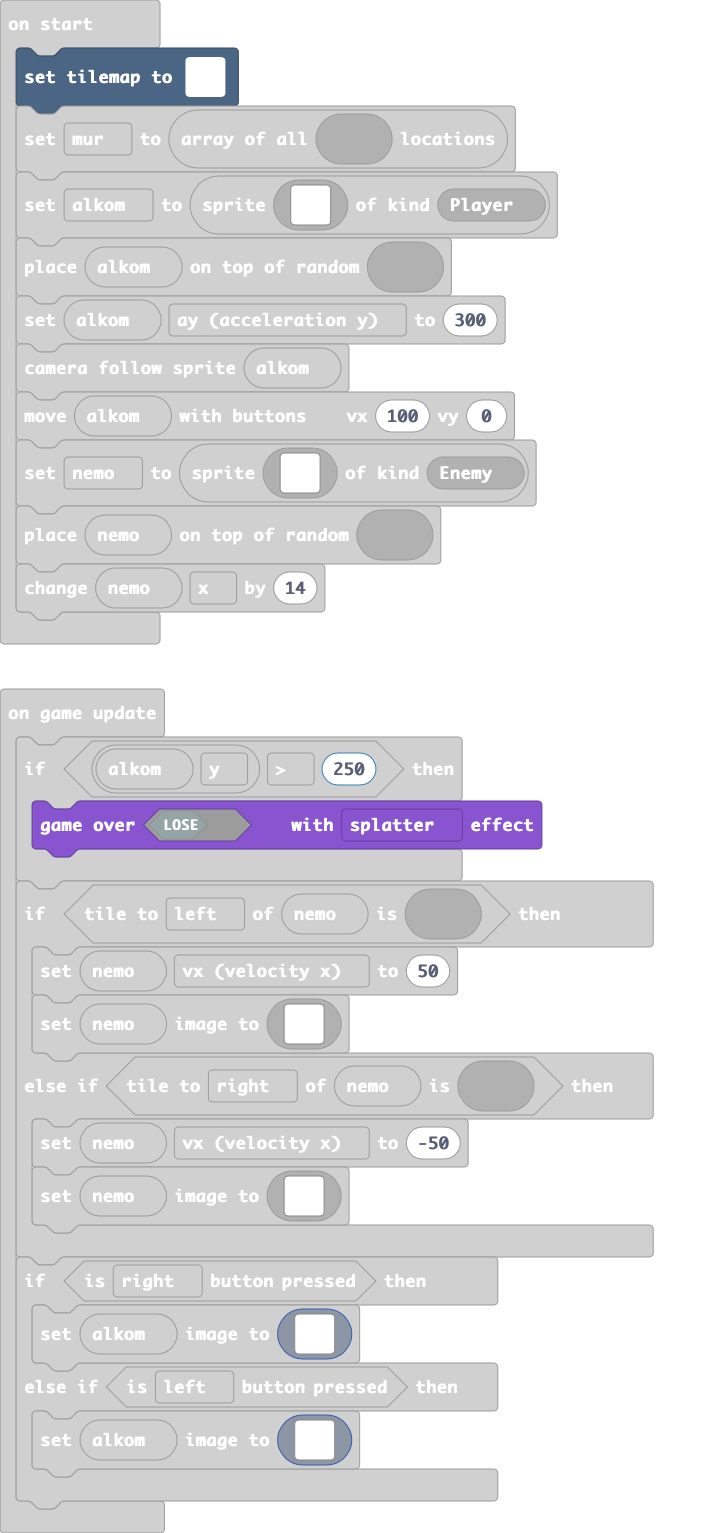 on start
set tilemap to
set mur to array of all locations
set alkom to sprite of kind Player
place alkom on top of random
set alkom ay (acceleration y) to 300
camera follow sprite alkom
move alkom with buttons vx 100 vy 0
set nemo to sprite of kind Enemy
place nemo on top of random
change nemo x by 14
on game update
if alkom y > 250 then
game over LOSE with splatter effect
if tile to left of nemo is then
set nemo vx (velocity x) to 50
set nemo image to
else if tile to right of nemo is then
set nemo vx (velocity x) to -50
set nemo image to
if is right button pressed then
set alkom image to
else if is left button pressed then
set alkom image to